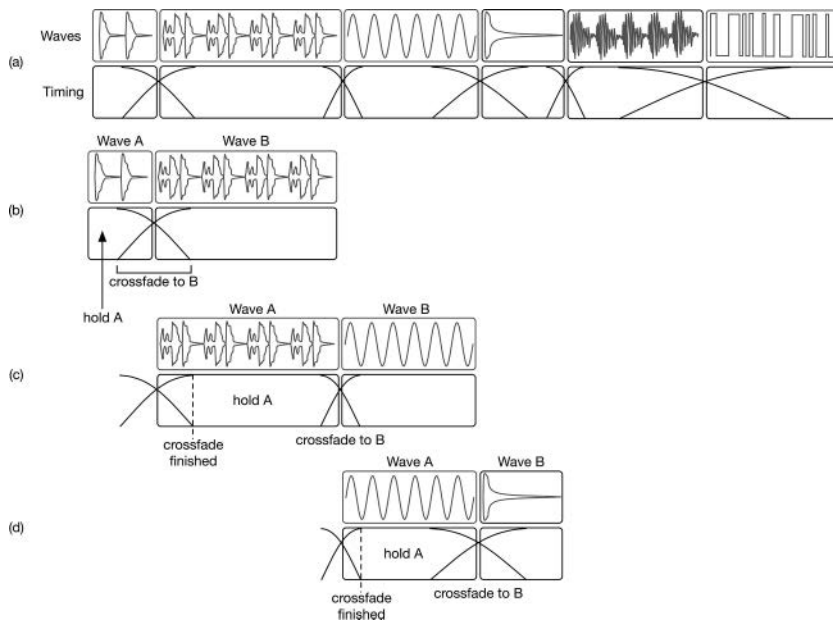 Waves
(a)
Timing
Wave A Wave B
(b)
crossfade to B
hold A
Wave A Wave B
(c)
hold A
crossfade to B
crossfade
finished
Wave A Wave B
(d)
hold A
crossfade to B
crossfade
finished